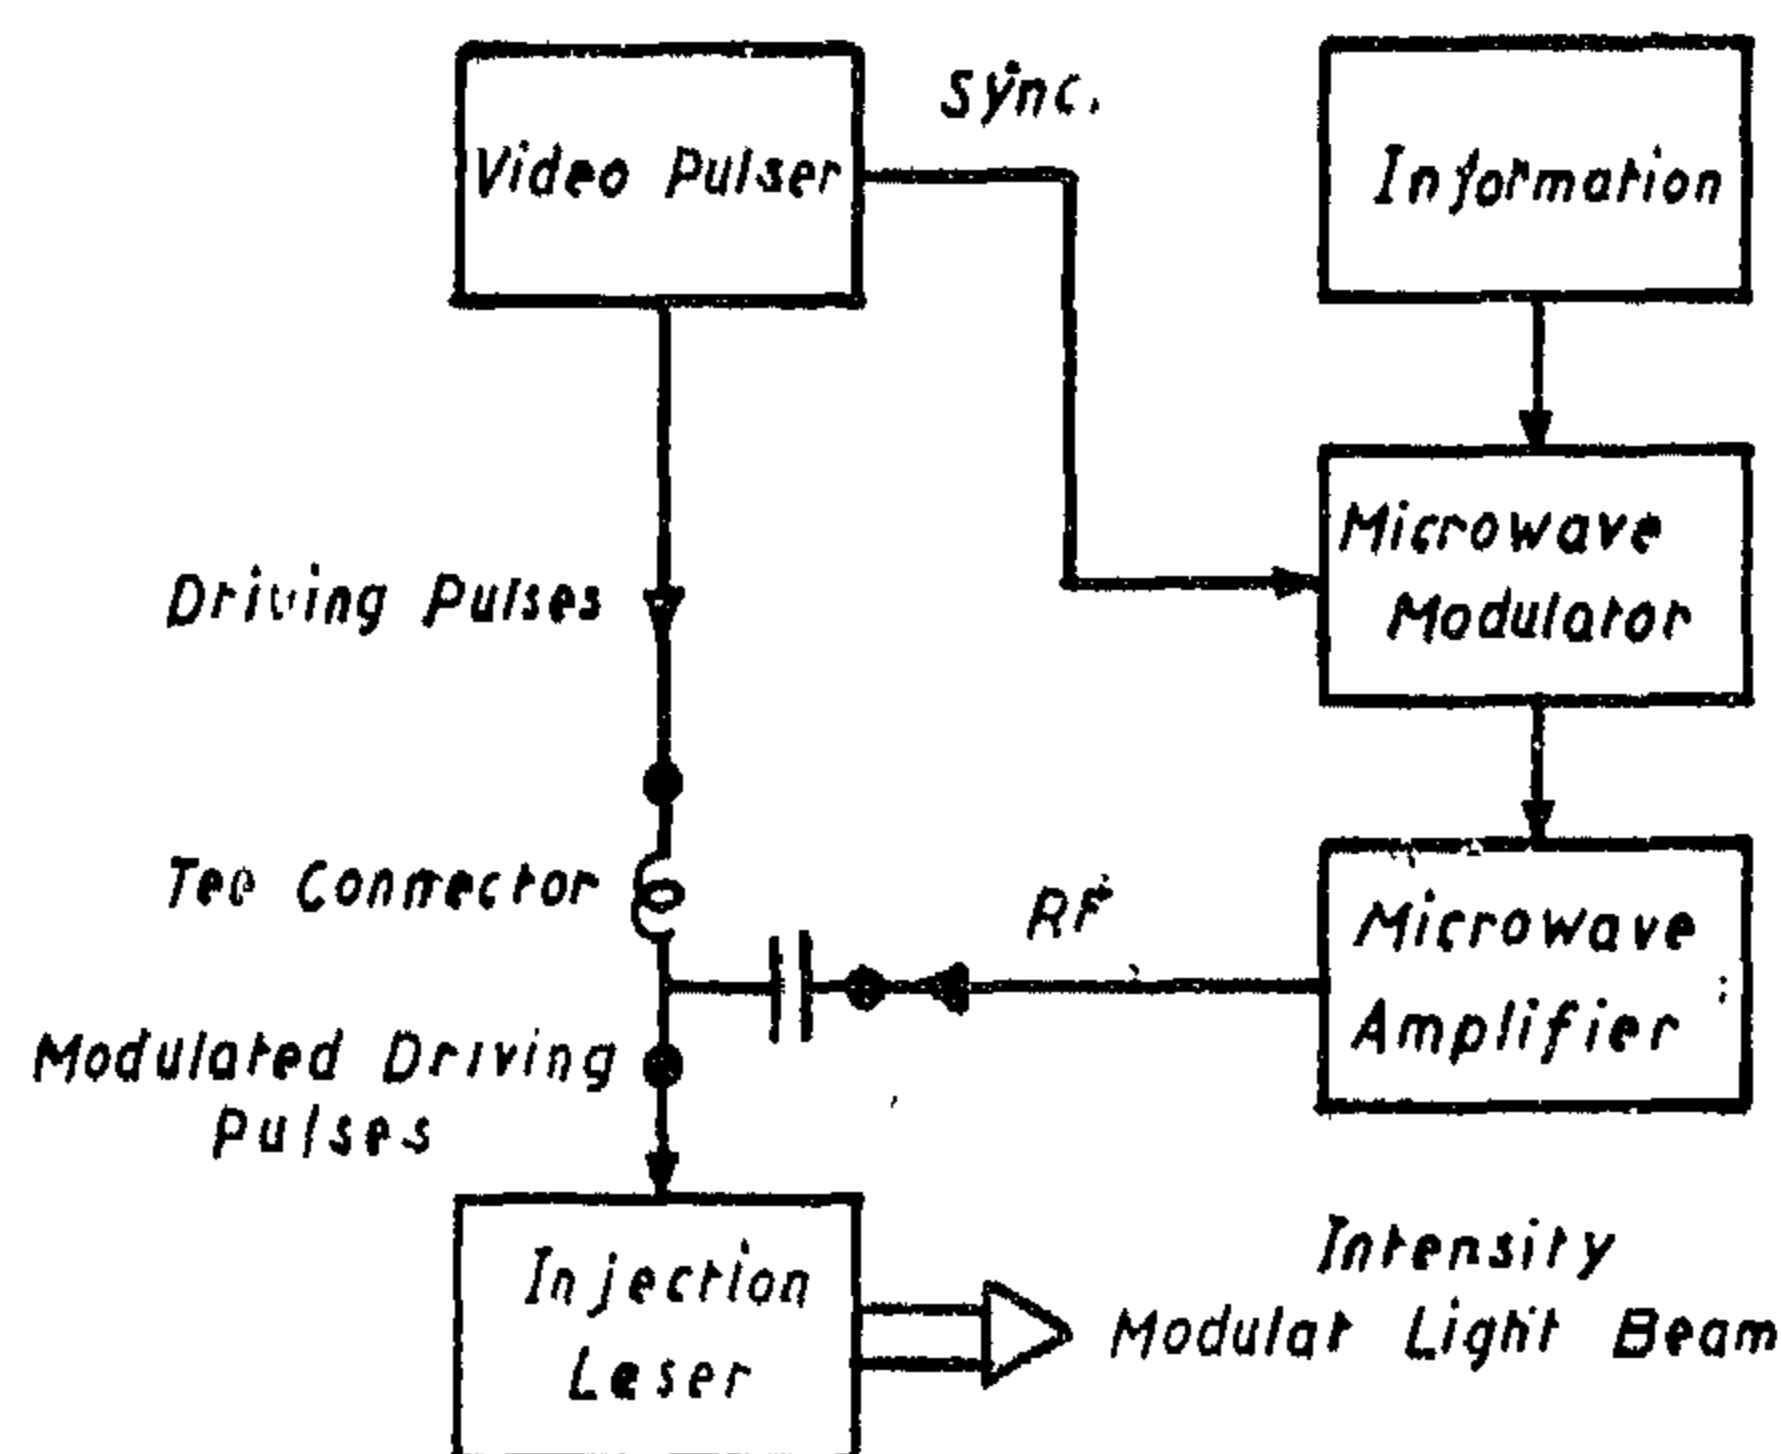 Video Pulser
Sync.
Information
Microwave
Modulator
Driving Pulses
Tee Connector
RF
Microwave
Amplifier
Modulated Driving
Pulses
Injection
Laser
Intensity
Modulat Light Beam